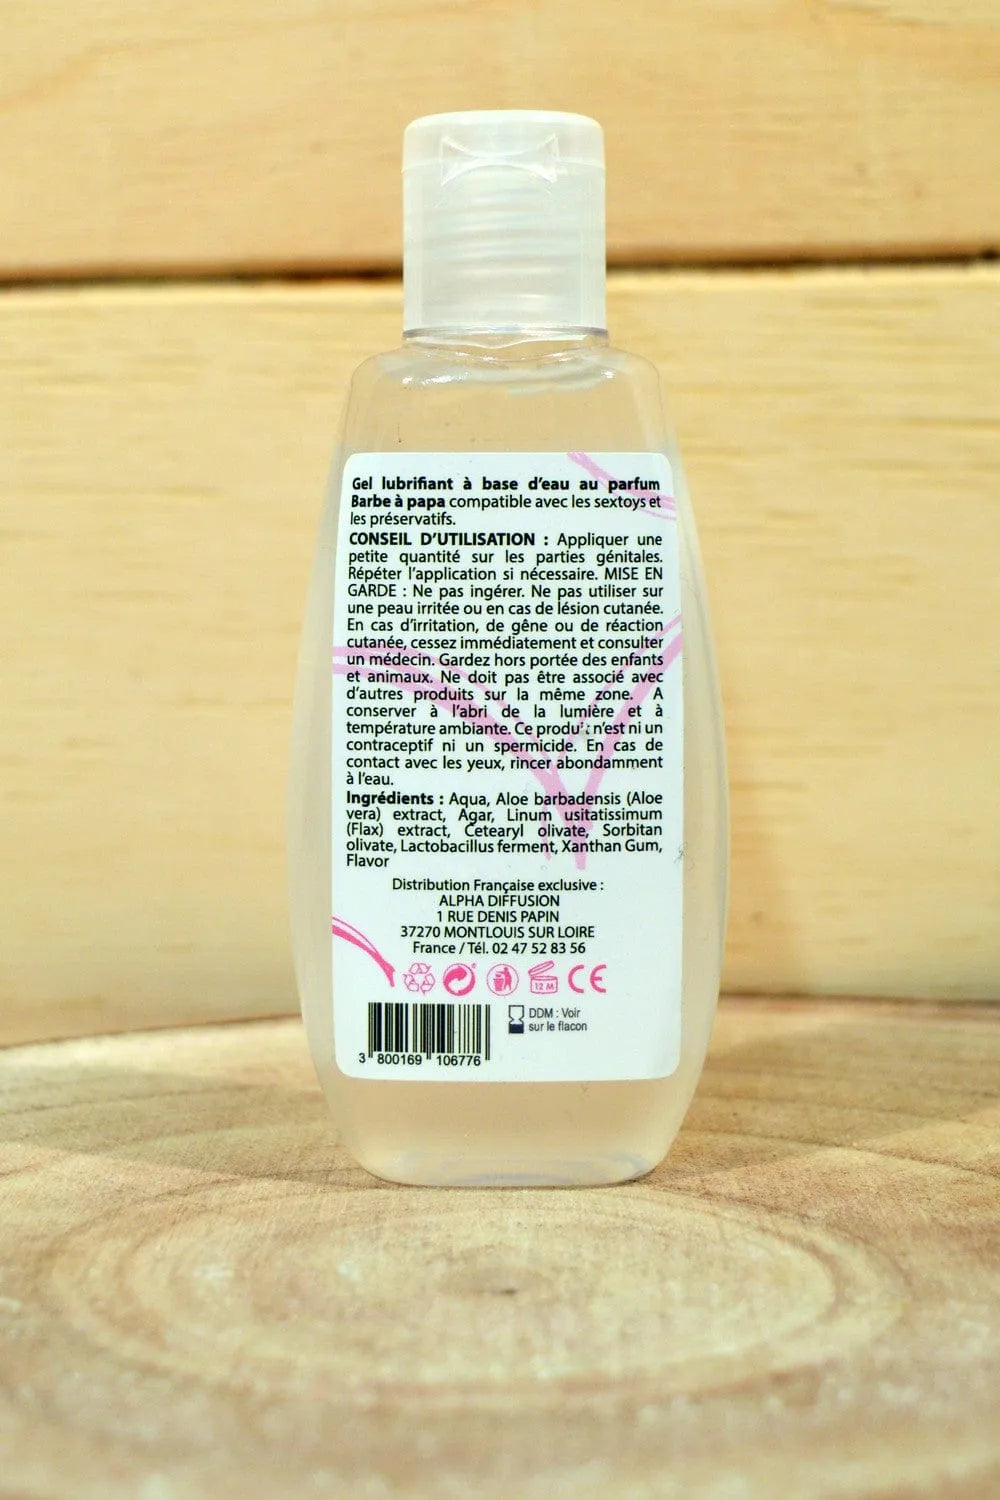 Gel lubrifiant à base d'eau au parfum
Barbe à papa compatible avec les sextoys et
les préservatifs.
CONSEIL D'UTILISATION : Appliquer une
petite quantité sur les parties génitales.
Répéter l'application si nécessaire. MISE EN
GARDE : Ne pas ingérer. Ne pas utiliser sur
une peau irritée ou en cas de lésion cutanée.
En cas d'irritation, de gêne ou de réaction
cutanée, cessez immédiatement et consulter
un médecin. Gardez hors portée des enfants
et animaux. Ne doit pas être associé avec
d'autres produits sur la même zone. A
conserver à l'abri de la lumière et à
température ambiante. Ce produit n'est ni un
contraceptif ni un spermicide. En cas de
contact avec les yeux, rincer abondamment
à l'eau.
Ingrédients : Aqua, Aloe barbadensis (Aloe
vera) extract, Agar, Linum usitatissimum
(Flax) extract, Cetearyl olivate, Sorbitan
olivate, Lactobacillus ferment, Xanthan Gum,
Flavor
Distribution Française exclusive :
ALPHA DIFFUSION
1 RUE DENIS PAPIN
37270 MONTLOUIS SUR LOIRE
France / Tél. 02 47 52 83 56
12 M CE
DDM : Voir
sur le flacon
3 800169 106776